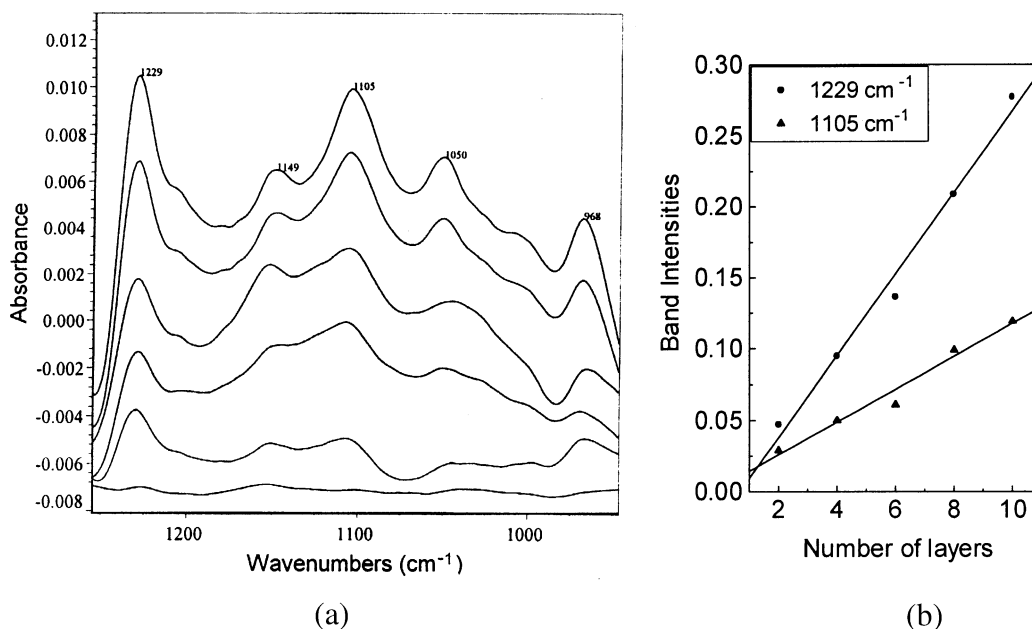 0.012
0.010
0.008
0.006
0.004
0.002
0.000
-0.002
-0.004
-0.006
-0.008
Absorbance
1229
1149
1105
1050
968
1200
1100
1000
Wavenumbers (cm⁻¹)
(a)
0.30
0.25
0.20
0.15
0.10
0.05
0.00
Band Intensities
1229 cm⁻¹
1105 cm⁻¹
2 4 6 8 10
Number of layers
(b)